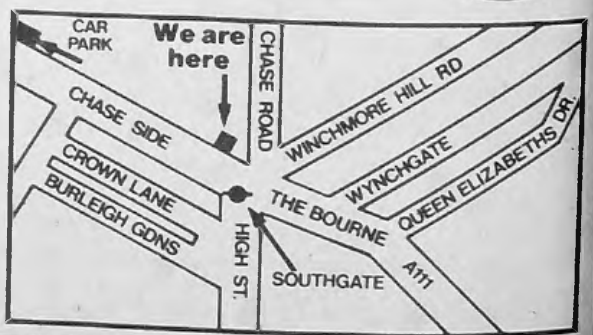 CAR
PARK
We are
here
CHASE ROAD
WINCHMORE HILL RD
CHASE SIDE
WYNCHGATE
QUEEN ELIZABETHS DR.
CROWN LANE
THE BOURNE
BURLEIGH GDNS
HIGH ST.
SOUTHGATE
A111